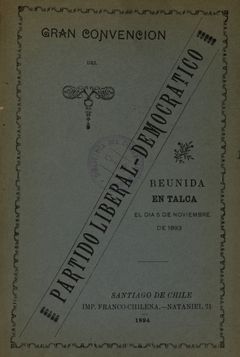 GRAN CONVENCION
DEL
PARTIDO LIBERAL-DEMOCRATICO
REUNIDA
EN TALCA
EL DIA 5 DE NOVIEMBRE
DE 1893
SANTIAGO DE CHILE
IMP. FRANCO-CHILENA.—NATANIEL 71
1894